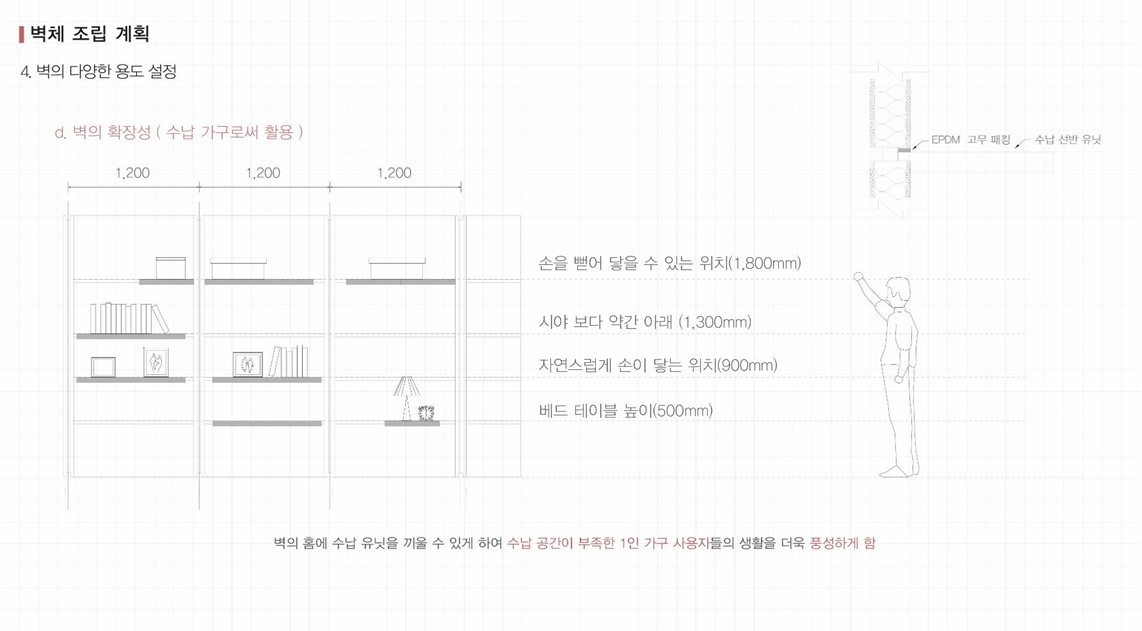 벽체 조립 계획
4. 벽의 다양한 용도 설정
d. 벽의 확장성 ( 수납 가구로써 활용 )
1,200 1,200 1,200
EPDM 고무 패킹 수납 선반 유닛
손을 뻗어 닿을 수 있는 위치(1,800mm)
시야 보다 약간 아래 (1,300mm)
자연스럽게 손이 닿는 위치(900mm)
베드 테이블 높이(500mm)
벽의 홈에 수납 유닛을 끼울 수 있게 하여 수납 공간이 부족한 1인 가구 사용자들의 생활을 더욱 풍성하게 함